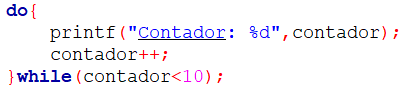 do{
    printf("Contador: %d",contador);
    contador++;
}while(contador<10);